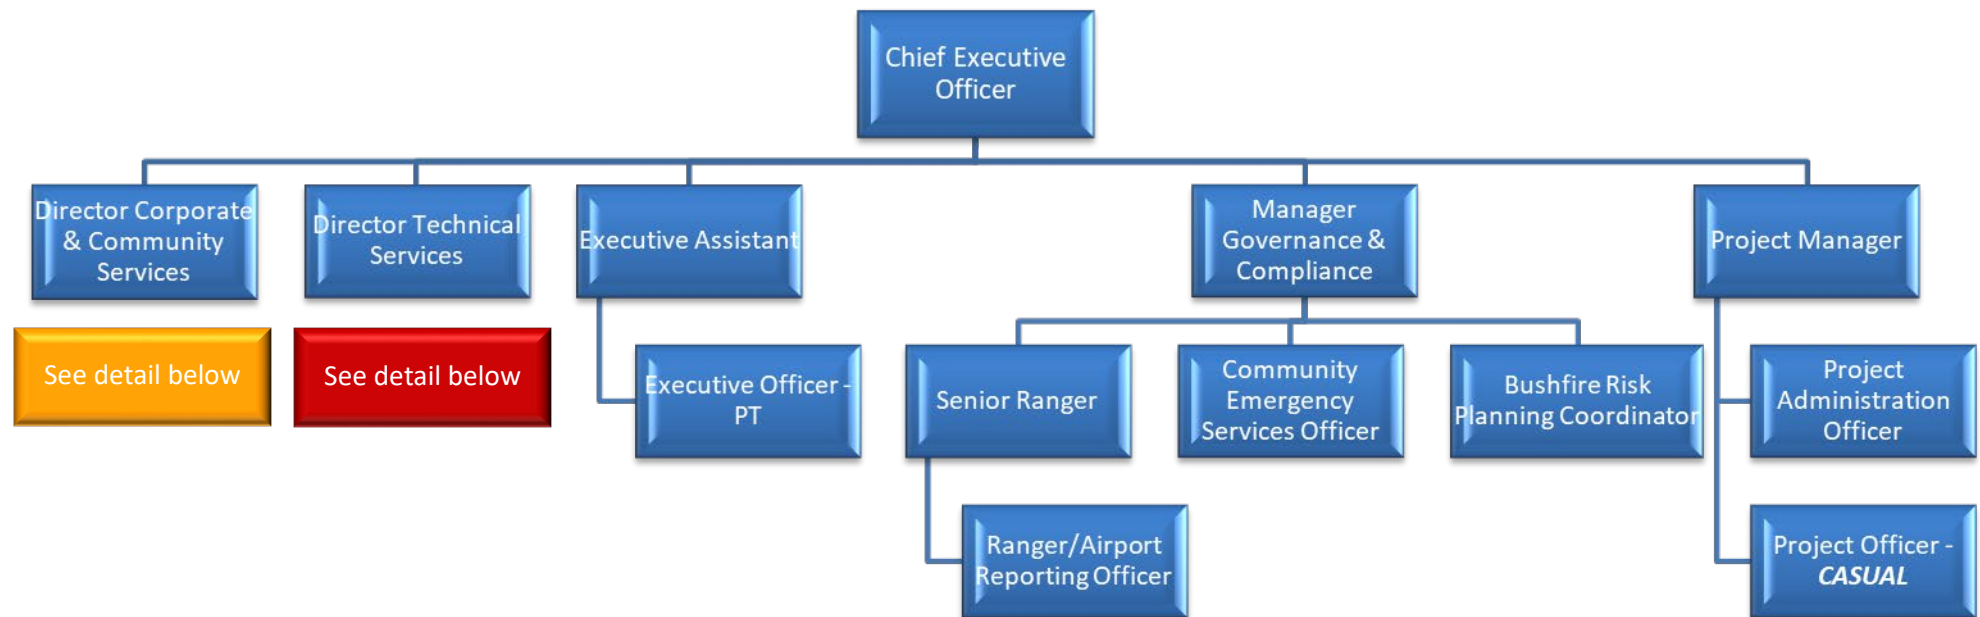 Chief Executive
Officer
Director Corporate
& Community
Services
Director Technical
Services
Executive Assistant
Manager
Governance &
Compliance
Project Manager
See detail below
See detail below
Executive Officer -
PT
Senior Ranger
Community
Emergency
Services Officer
Bushfire Risk
Planning Coordinator
Project
Administration
Officer
Ranger/Airport
Reporting Officer
Project Officer -
CASUAL